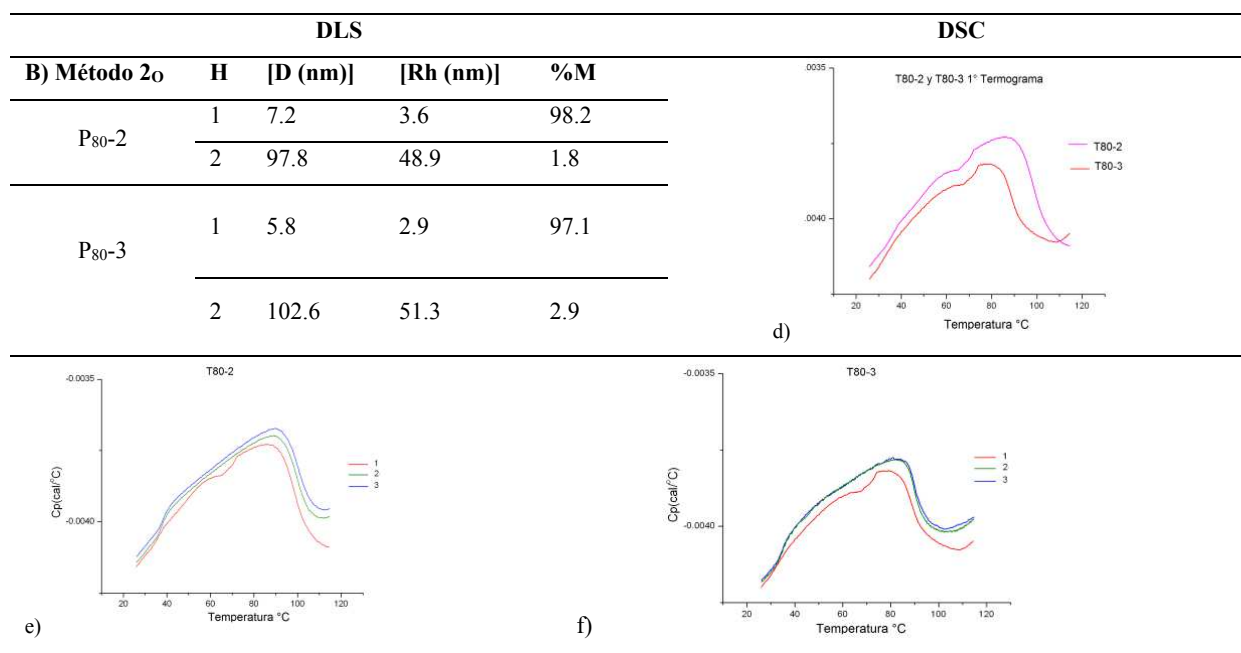 DLS DSC
B) Método 2O H [D (nm)] [Rh (nm)] %M
P80-2
1 7.2 3.6 98.2
2 97.8 48.9 1.8
P80-3
1 5.8 2.9 97.1
2 102.6 51.3 2.9
.0035
T80-2 y T80-3 1° Termograma
T80-2
T80-3
.0040
20 40 60 80 100 120
Temperatura °C
d)
T80-2
-0.0035
Cp(cal/°C)
1
2
3
-0.0040
20 40 60 80 100 120
Temperatura °C
e)
T80-3
-0.0035
Cp(cal/°C)
1
2
3
-0.0040
20 40 60 80 100 120
Temperatura °C
f)